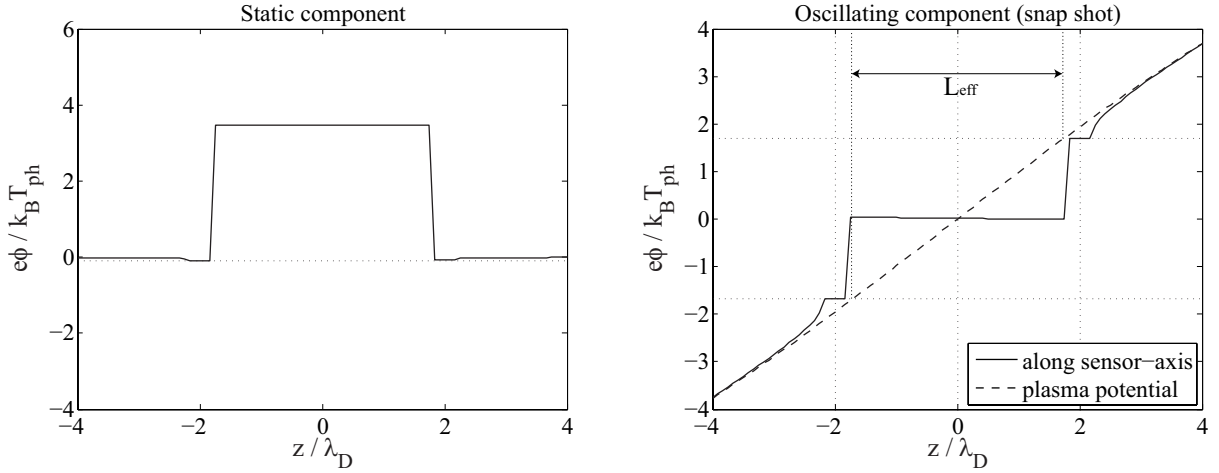 Static component
6
4
2
0
−2
−4
−4
−2
0
2
4
eϕ / k_B T_ph
z / λ_D
Oscillating component (snap shot)
4
3
2
1
0
−1
−2
−3
−4
−4
−2
0
2
4
eϕ / k_B T_ph
z / λ_D
L_eff
along sensor−axis
plasma potential